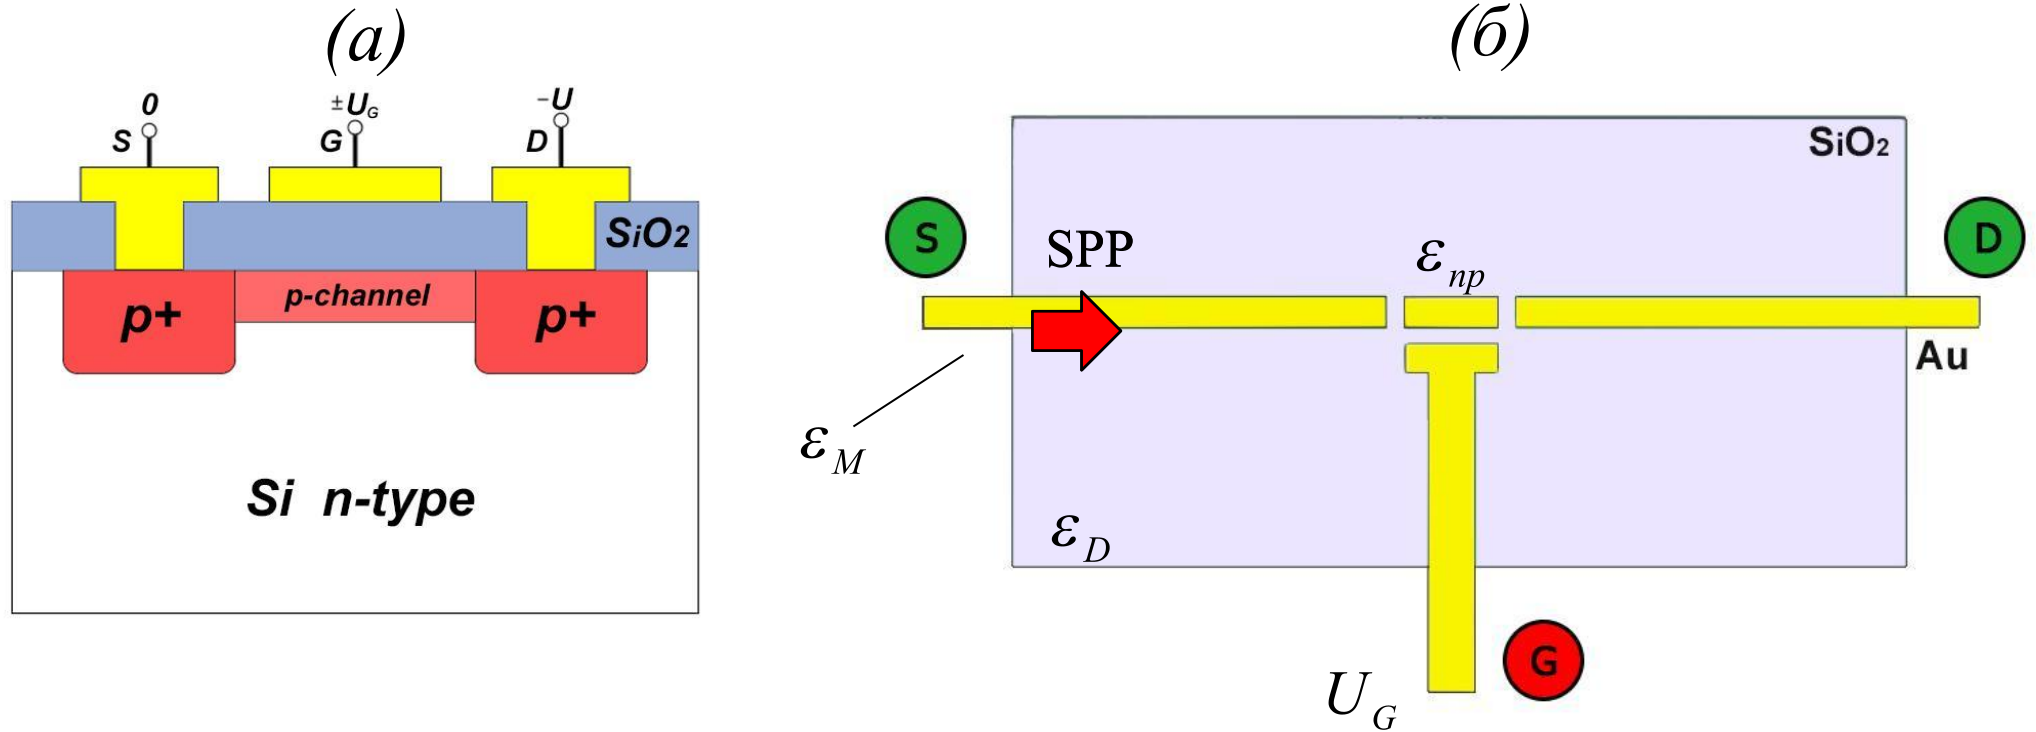 (а)
0
±U_G
−U
S
G
D
SiO2
p+
p-channel
p+
Si n-type
(б)
SiO2
S
SPP
ε_np
D
Au
ε_M
ε_D
G
U_G